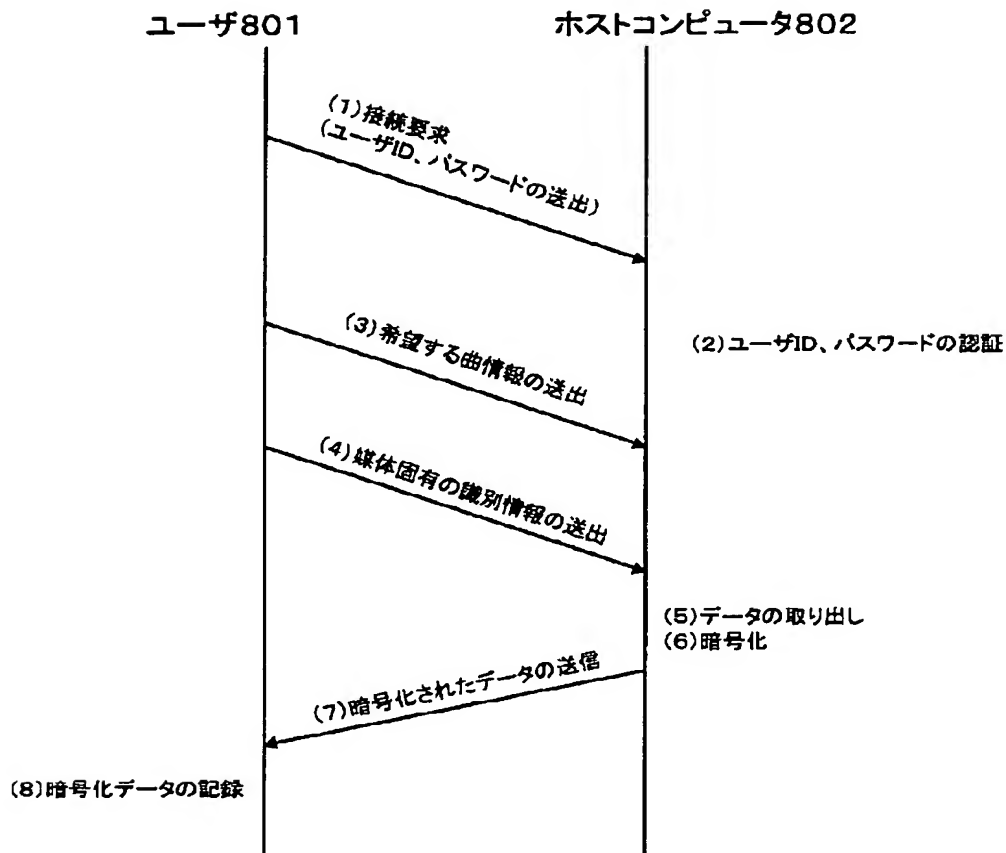 ユーザ801
ホストコンピュータ802
(1)接続要求
(ユーザID、パスワードの送出)
(2)ユーザID、パスワードの認証
(3)希望する曲情報の送出
(4)媒体固有の識別情報の送出
(5)データの取り出し
(6)暗号化
(7)暗号化されたデータの送信
(8)暗号化データの記録